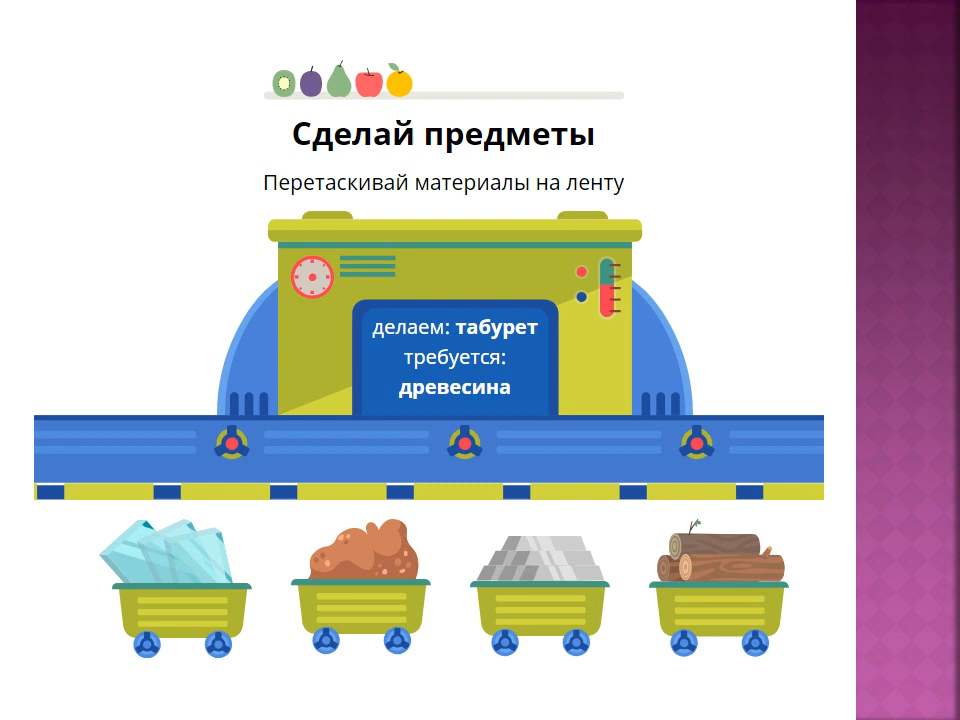 Сделай предметы
Перетаскивай материалы на ленту
делаем: табурет
требуется:
древесина